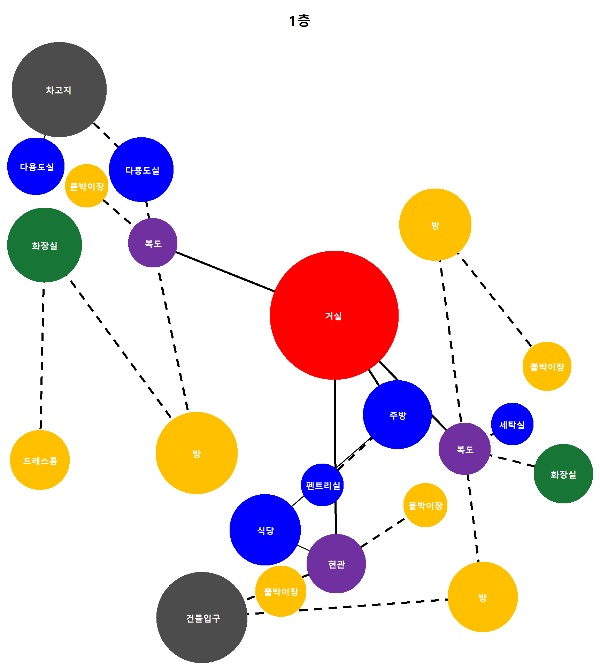 1층
차고지
다용도실
다용도실
붙박이장
화장실
복도
방
거실
붙박이장
주방
세탁실
복도
드레스룸
방
화장실
펜트리실
붙박이장
식당
현관
붙박이장
방
건물입구